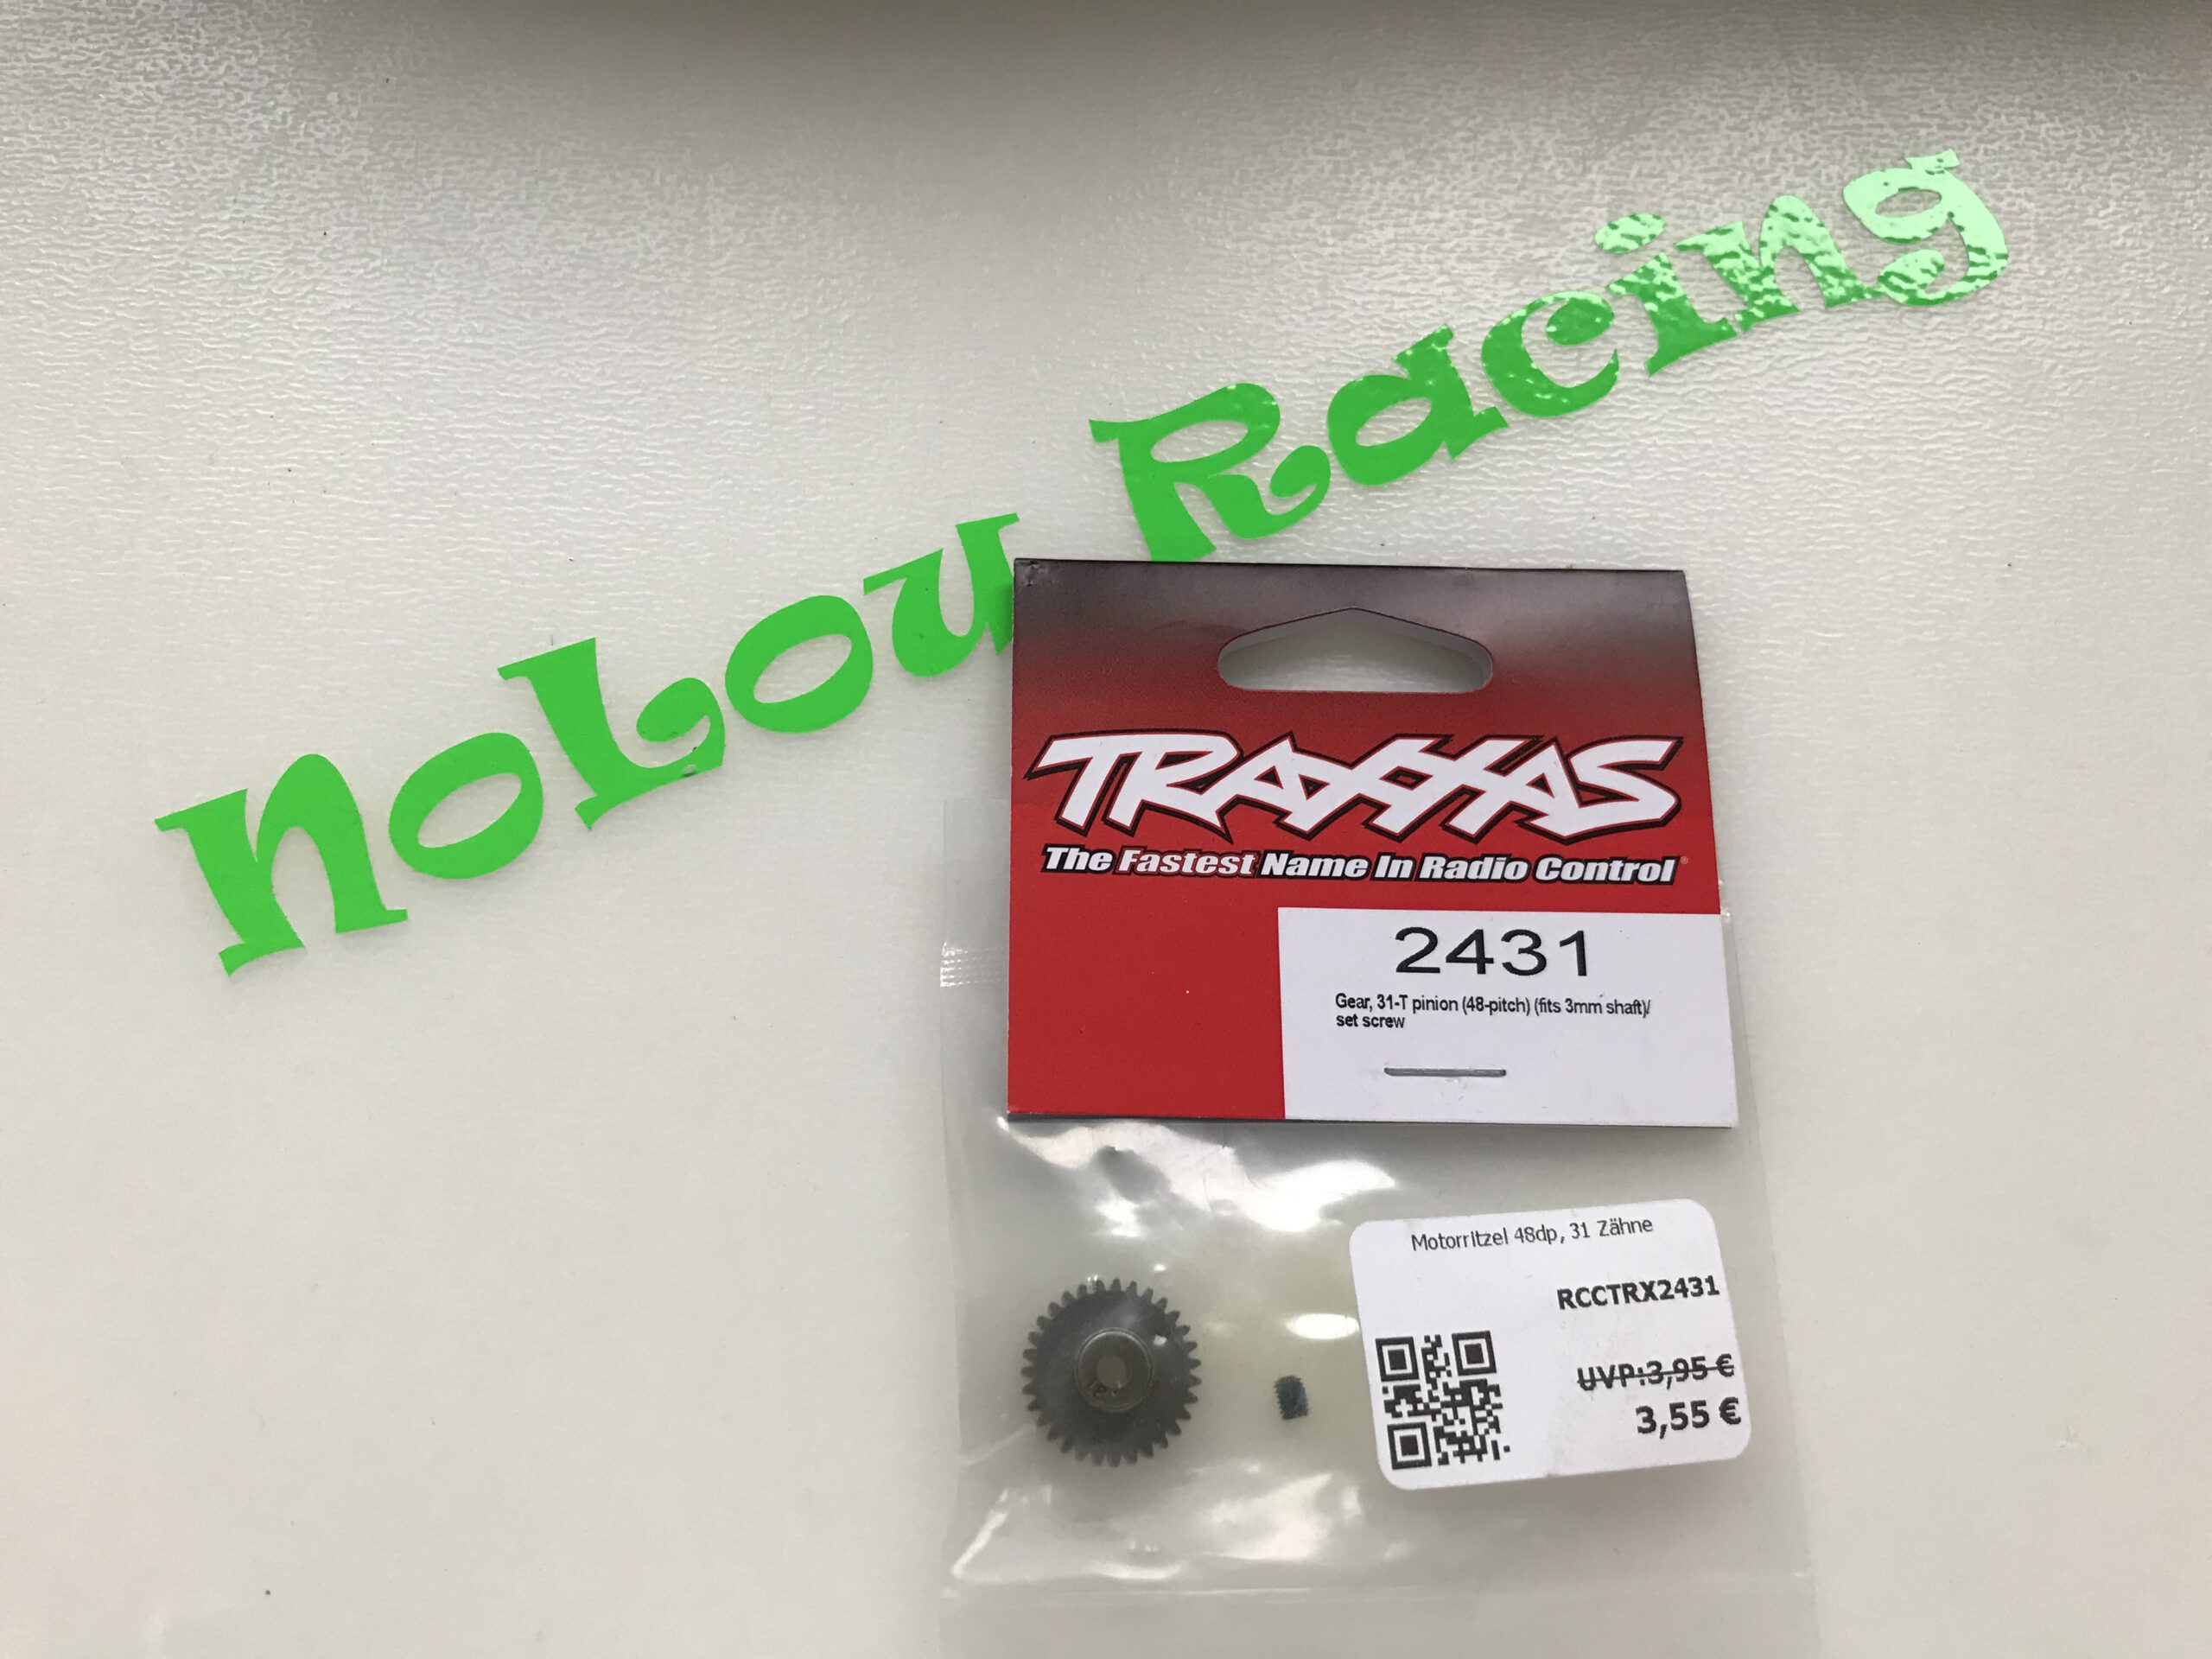 noLou Racing
TRAXXAS
The Fastest Name In Radio Control®
2431
Gear, 31-T pinion (48-pitch) (fits 3mm shaft)/
set screw
Motorritzel 48dp, 31 Zähne
RCCTRX2431
UVP:3,95 €
3,55 €